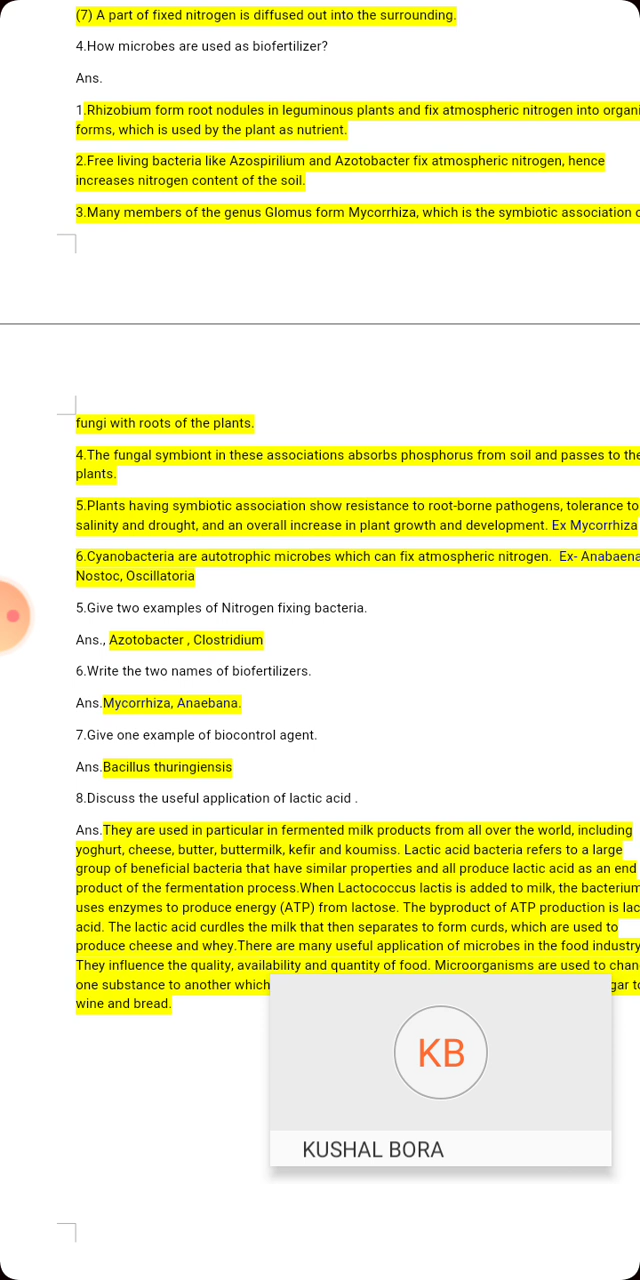 (7) A part of fixed nitrogen is diffused out into the surrounding.
4.How microbes are used as biofertilizer?
Ans.
1.Rhizobium form root nodules in leguminous plants and fix atmospheric nitrogen into organi
forms, which is used by the plant as nutrient.
2.Free living bacteria like Azospirilium and Azotobacter fix atmospheric nitrogen, hence
increases nitrogen content of the soil.
3.Many members of the genus Glomus form Mycorrhiza, which is the symbiotic association
fungi with roots of the plants.
4.The fungal symbiont in these associations absorbs phosphorus from soil and passes to the
plants.
5.Plants having symbiotic association show resistance to root-borne pathogens, tolerance to
salinity and drought, and an overall increase in plant growth and development. Ex Mycorrhiza
6.Cyanobacteria are autotrophic microbes which can fix atmospheric nitrogen. Ex- Anabaena
Nostoc, Oscillatoria
5.Give two examples of Nitrogen fixing bacteria.
Ans., Azotobacter , Clostridium
6.Write the two names of biofertilizers.
Ans.Mycorrhiza, Anaebana.
7.Give one example of biocontrol agent.
Ans.Bacillus thuringiensis
8.Discuss the useful application of lactic acid .
Ans.They are used in particular in fermented milk products from all over the world, including
yoghurt, cheese, butter, buttermilk, kefir and koumiss. Lactic acid bacteria refers to a large
group of beneficial bacteria that have similar properties and all produce lactic acid as an end
product of the fermentation process.When Lactococcus lactis is added to milk, the bacterium
uses enzymes to produce energy (ATP) from lactose. The byproduct of ATP production is lac
acid. The lactic acid curdles the milk that then separates to form curds, which are used to
produce cheese and whey.There are many useful application of microbes in the food industry
They influence the quality, availability and quantity of food. Microorganisms are used to chan
one substance to another which gar to
wine and bread.
KB
KUSHAL BORA